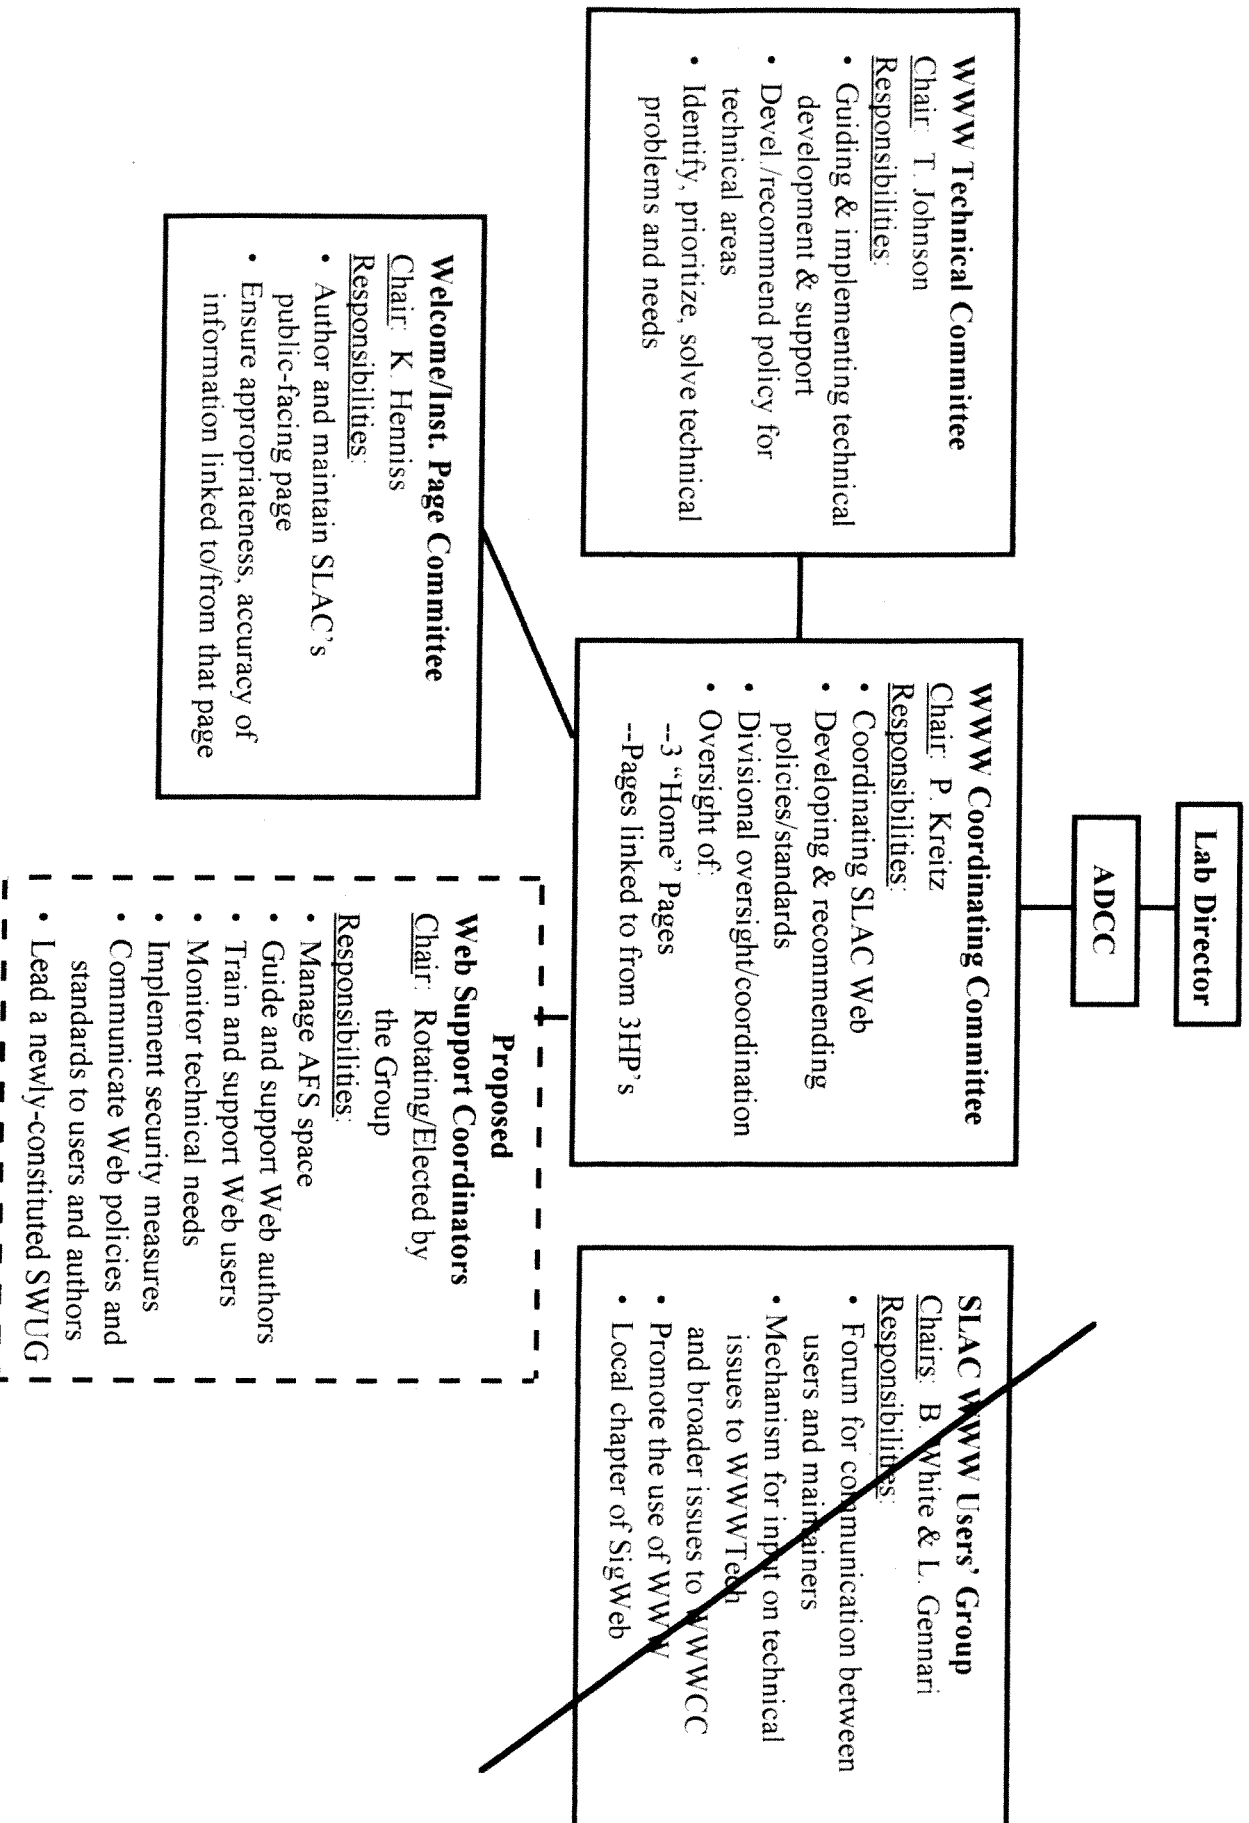 Lab Director
ADCC
WWW Technical Committee
Chair: T. Johnson
Responsibilities:
• Guiding & implementing technical
development & support
• Devel./recommend policy for
technical areas
• Identify, prioritize, solve technical
problems and needs
WWW Coordinating Committee
Chair: P. Kreitz
Responsibilities:
• Coordinating SLAC Web
• Developing & recommending
policies/standards
• Divisional oversight/coordination
• Oversight of:
--3 “Home” Pages
--Pages linked to from 3HP’s
SLAC WWW Users’ Group
Chairs: B. White & L. Gennari
Responsibilities:
• Forum for communication between
users and maintainers
• Mechanism for input on technical
issues to WWWTech
and broader issues to WWWCC
• Promote the use of WWW
• Local chapter of SigWeb
Welcome/Inst. Page Committee
Chair: K. Henniss
Responsibilities:
• Author and maintain SLAC’s
public-facing page
• Ensure appropriateness, accuracy of
information linked to/from that page
Proposed
Web Support Coordinators
Chair: Rotating/Elected by
the Group
Responsibilities:
• Manage AFS space
• Guide and support Web authors
• Train and support Web users
• Monitor technical needs
• Implement security measures
• Communicate Web policies and
standards to users and authors
• Lead a newly-constituted SWUG